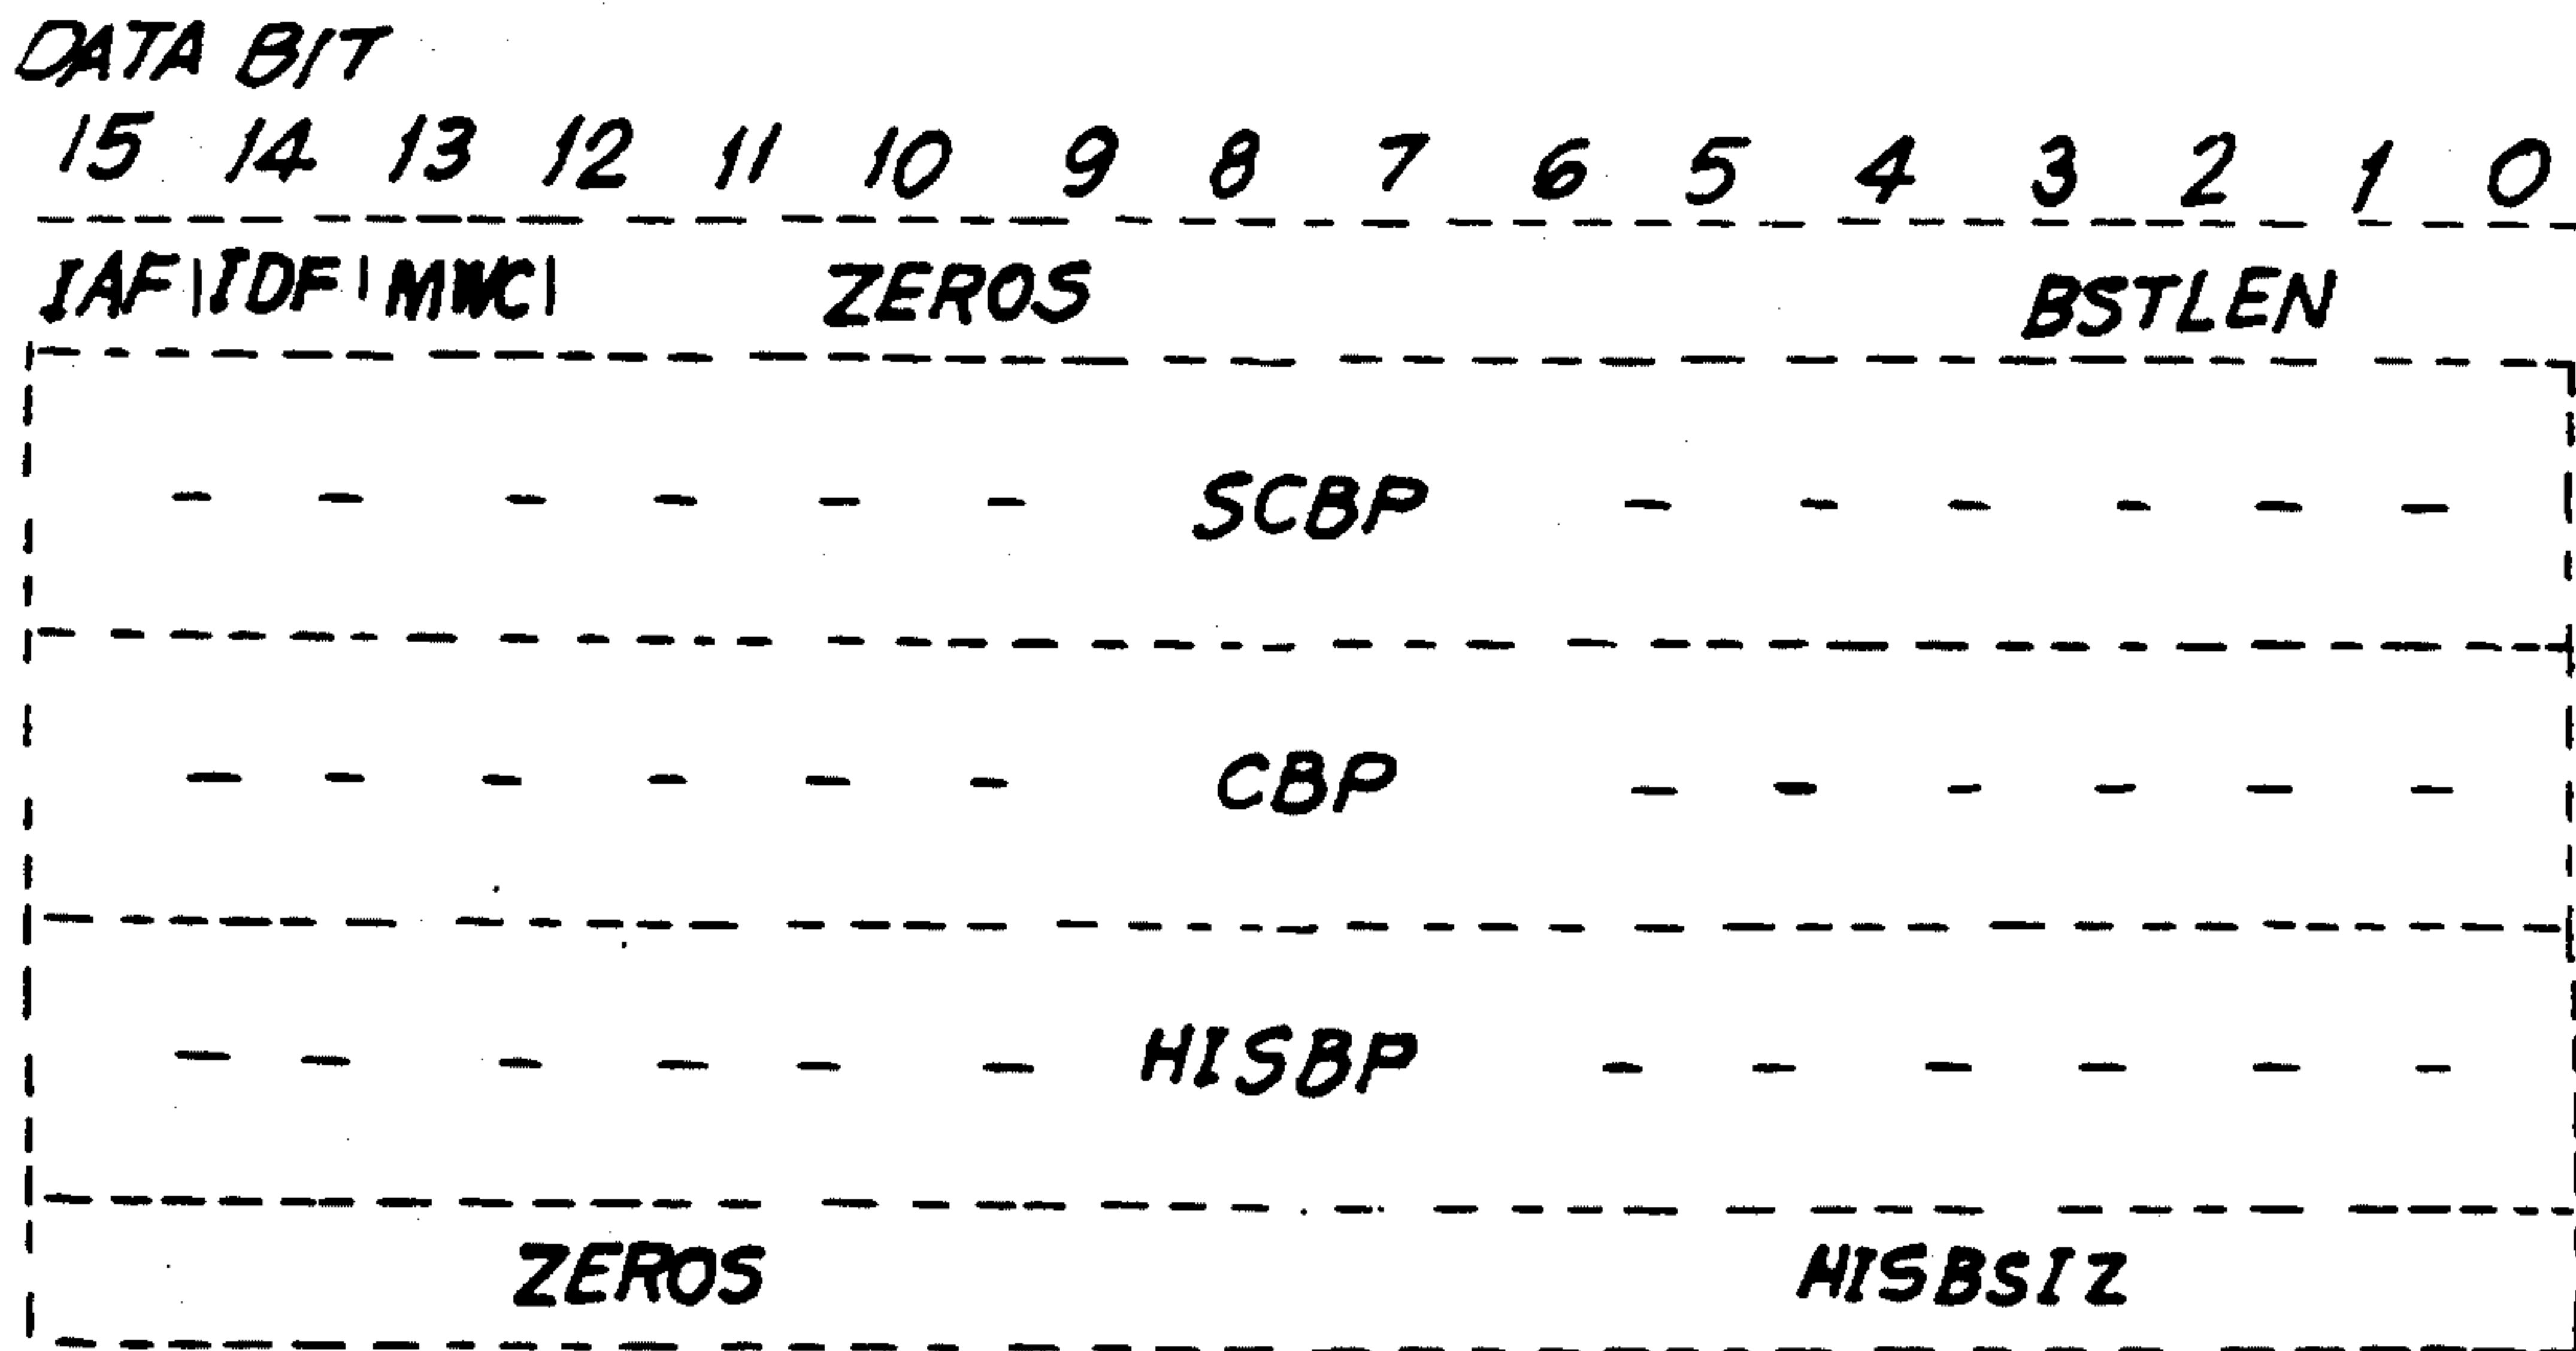 DATA BIT
15 14 13 12 11 10 9 8 7 6 5 4 3 2 1 0
IAF|IDF|MWC| ZEROS BSTLEN
SCBP
CBP
HISBP
ZEROS HISBSIZ